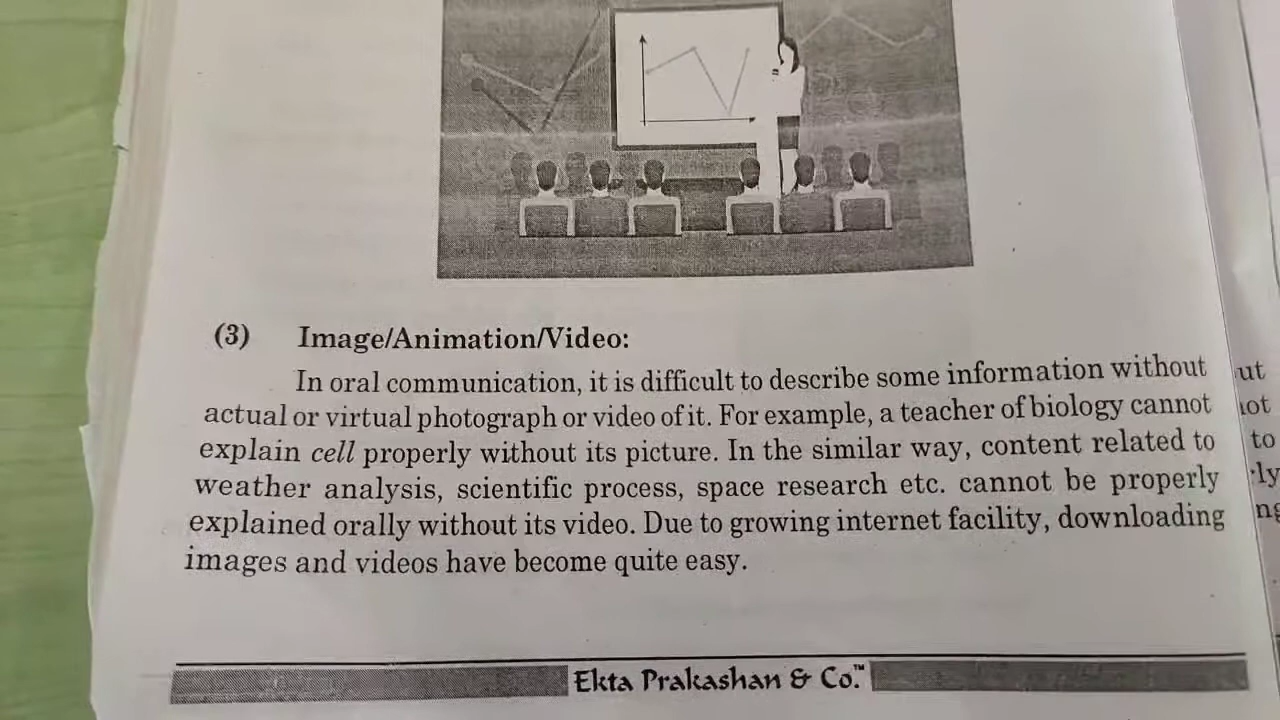 (3) Image/Animation/Video:
In oral communication, it is difficult to describe some information without
actual or virtual photograph or video of it. For example, a teacher of biology cannot
explain cell properly without its picture. In the similar way, content related to
weather analysis, scientific process, space research etc. cannot be properly
explained orally without its video. Due to growing internet facility, downloading
images and videos have become quite easy.
Ekta Prakashan & Co.™